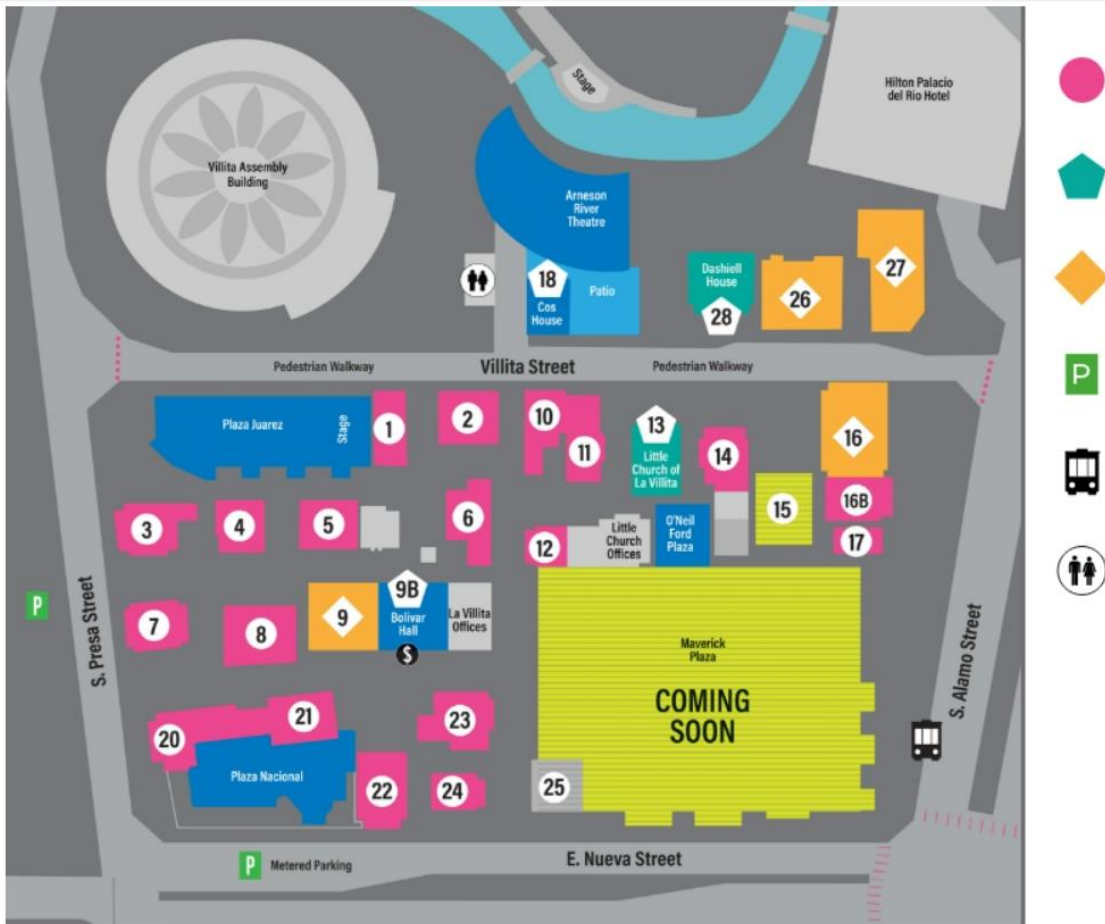 Stage
Hilton Palacio
del Rio Hotel
Villita Assembly
Building
Arneson
River
Theatre
18
Cos
House
Patio
Dashiell
House
28
26
27
Pedestrian Walkway
Villita Street
Pedestrian Walkway
Plaza Juarez
Stage
1
2
10
11
13
Little
Church of
La Villita
14
16
3
4
5
6
12
Little
Church
Offices
O'Neil
Ford
Plaza
15
16B
17
P
S. Presa Street
7
8
9
9B
Bolivar
Hall
$
La Villita
Offices
Maverick
Plaza
COMING
SOON
S. Alamo Street
20
21
Plaza Nacional
22
23
24
25
P
Metered Parking
E. Nueva Street
P